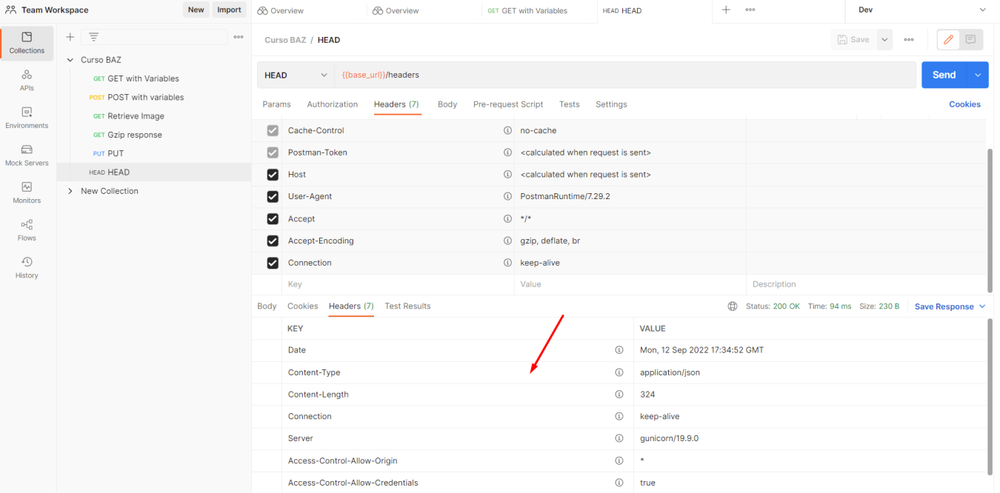 Team Workspace New Import Overview Overview GET GET with Variables HEAD HEAD Dev
Collections
APIs
Environments
Mock Servers
Monitors
Flows
History
Curso BAZ
GET GET with Variables
POST POST with variables
GET Retrieve Image
GET Gzip response
PUT PUT
HEAD HEAD
New Collection
Curso BAZ / HEAD Save
HEAD {{base_url}}/headers Send
Params Authorization Headers (7) Body Pre-request Script Tests Settings Cookies
Cache-Control no-cache
Postman-Token <calculated when request is sent>
Host <calculated when request is sent>
User-Agent PostmanRuntime/7.29.2
Accept */*
Accept-Encoding gzip, deflate, br
Connection keep-alive
Key Value Description
Body Cookies Headers (7) Test Results Status: 200 OK Time: 94 ms Size: 230 B Save Response
KEY VALUE
Date Mon, 12 Sep 2022 17:34:52 GMT
Content-Type application/json
Content-Length 324
Connection keep-alive
Server gunicorn/19.9.0
Access-Control-Allow-Origin *
Access-Control-Allow-Credentials true